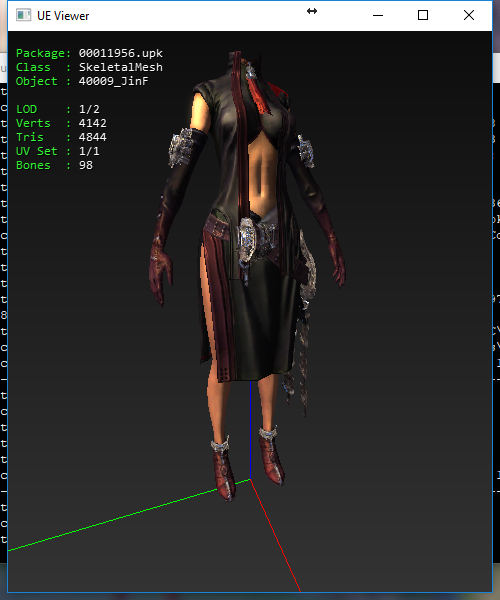 UE Viewer
Package: 00011956.upk
Class : SkeletalMesh
Object : 40009_JinF
LOD : 1/2
Verts : 4142
Tris : 4844
UV Set : 1/1
Bones : 98